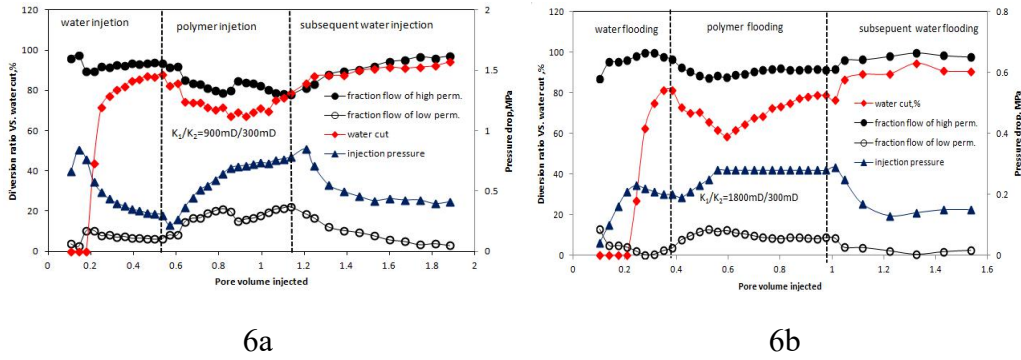 water injetion
polymer injetion
subsequent water injection
Diversion ratio VS. watercut,%
120
100
80
60
40
20
0
0
0.2
0.4
0.6
0.8
1
1.2
1.4
1.6
1.8
2
Pore volume injected
2
1.5
1
0.5
0
Pressure drop,MPa
fraction flow of high perm.
fraction flow of low perm.
water cut
injection pressure
K1/K2=900mD/300mD
6a
water flooding
polymer flooding
subsepuent water flooding
Diversion ratio VS. watercut ,%
120
100
80
60
40
20
0
0
0.2
0.4
0.6
0.8
1
1.2
1.4
1.6
Pore volume injected
0.8
0.6
0.4
0.2
0
Pressure drop,MPa
water cut,%
fraction flow of high perm.
fraction flow of low perm.
injection pressure
K1/K2=1800mD/300mD
6b